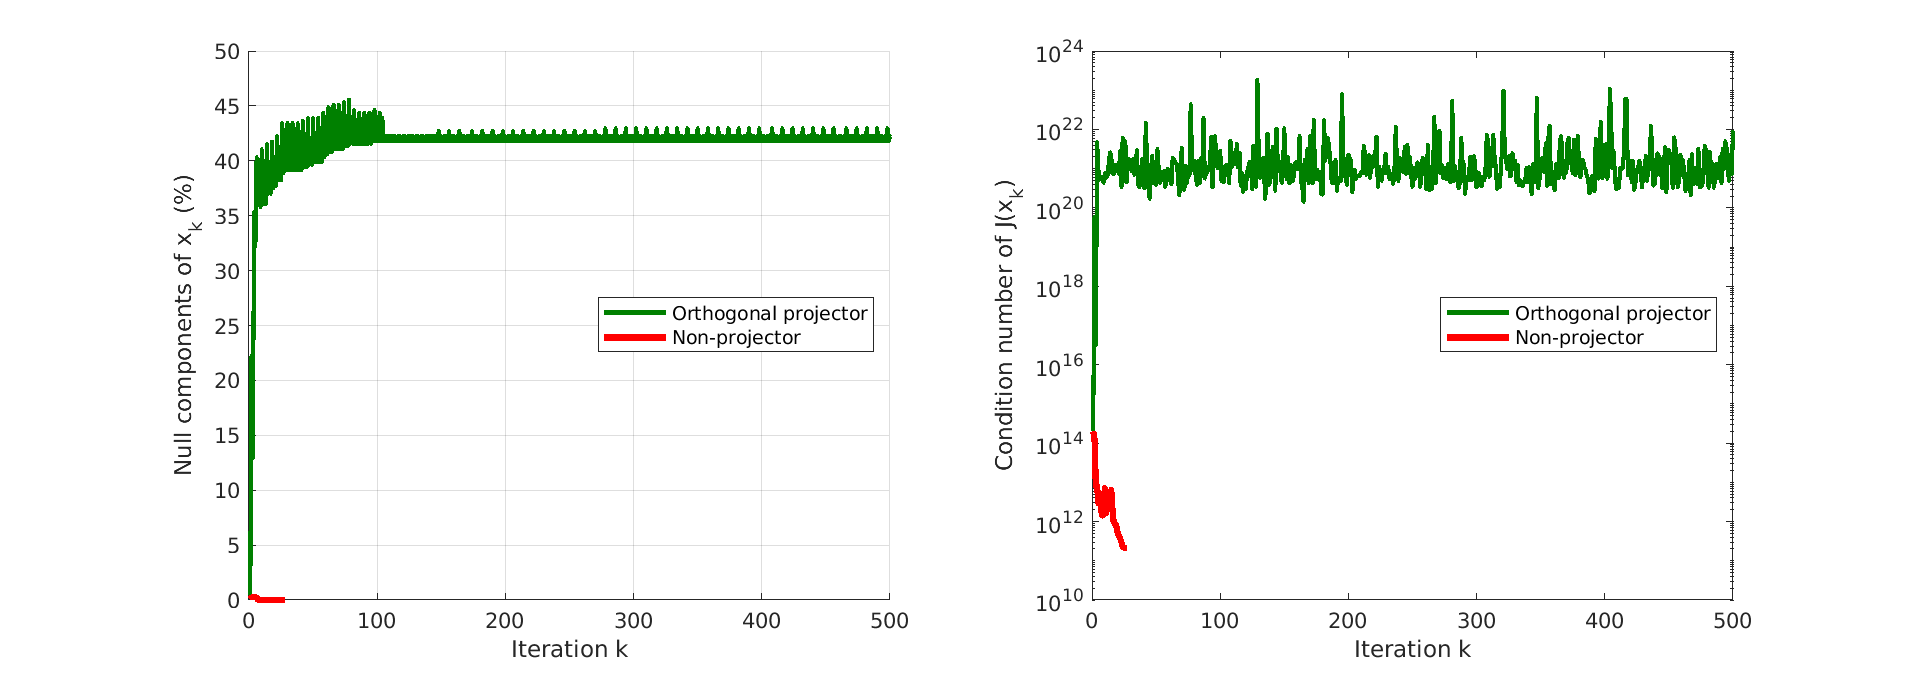 50
45
40
35
30
25
20
15
10
5
0
0 100 200 300 400 500
Null components of x_k (%)
Iteration k
Orthogonal projector
Non-projector
10^24
10^22
10^20
10^18
10^16
10^14
10^12
10^10
0 100 200 300 400 500
Condition number of J(x_k)
Iteration k
Orthogonal projector
Non-projector